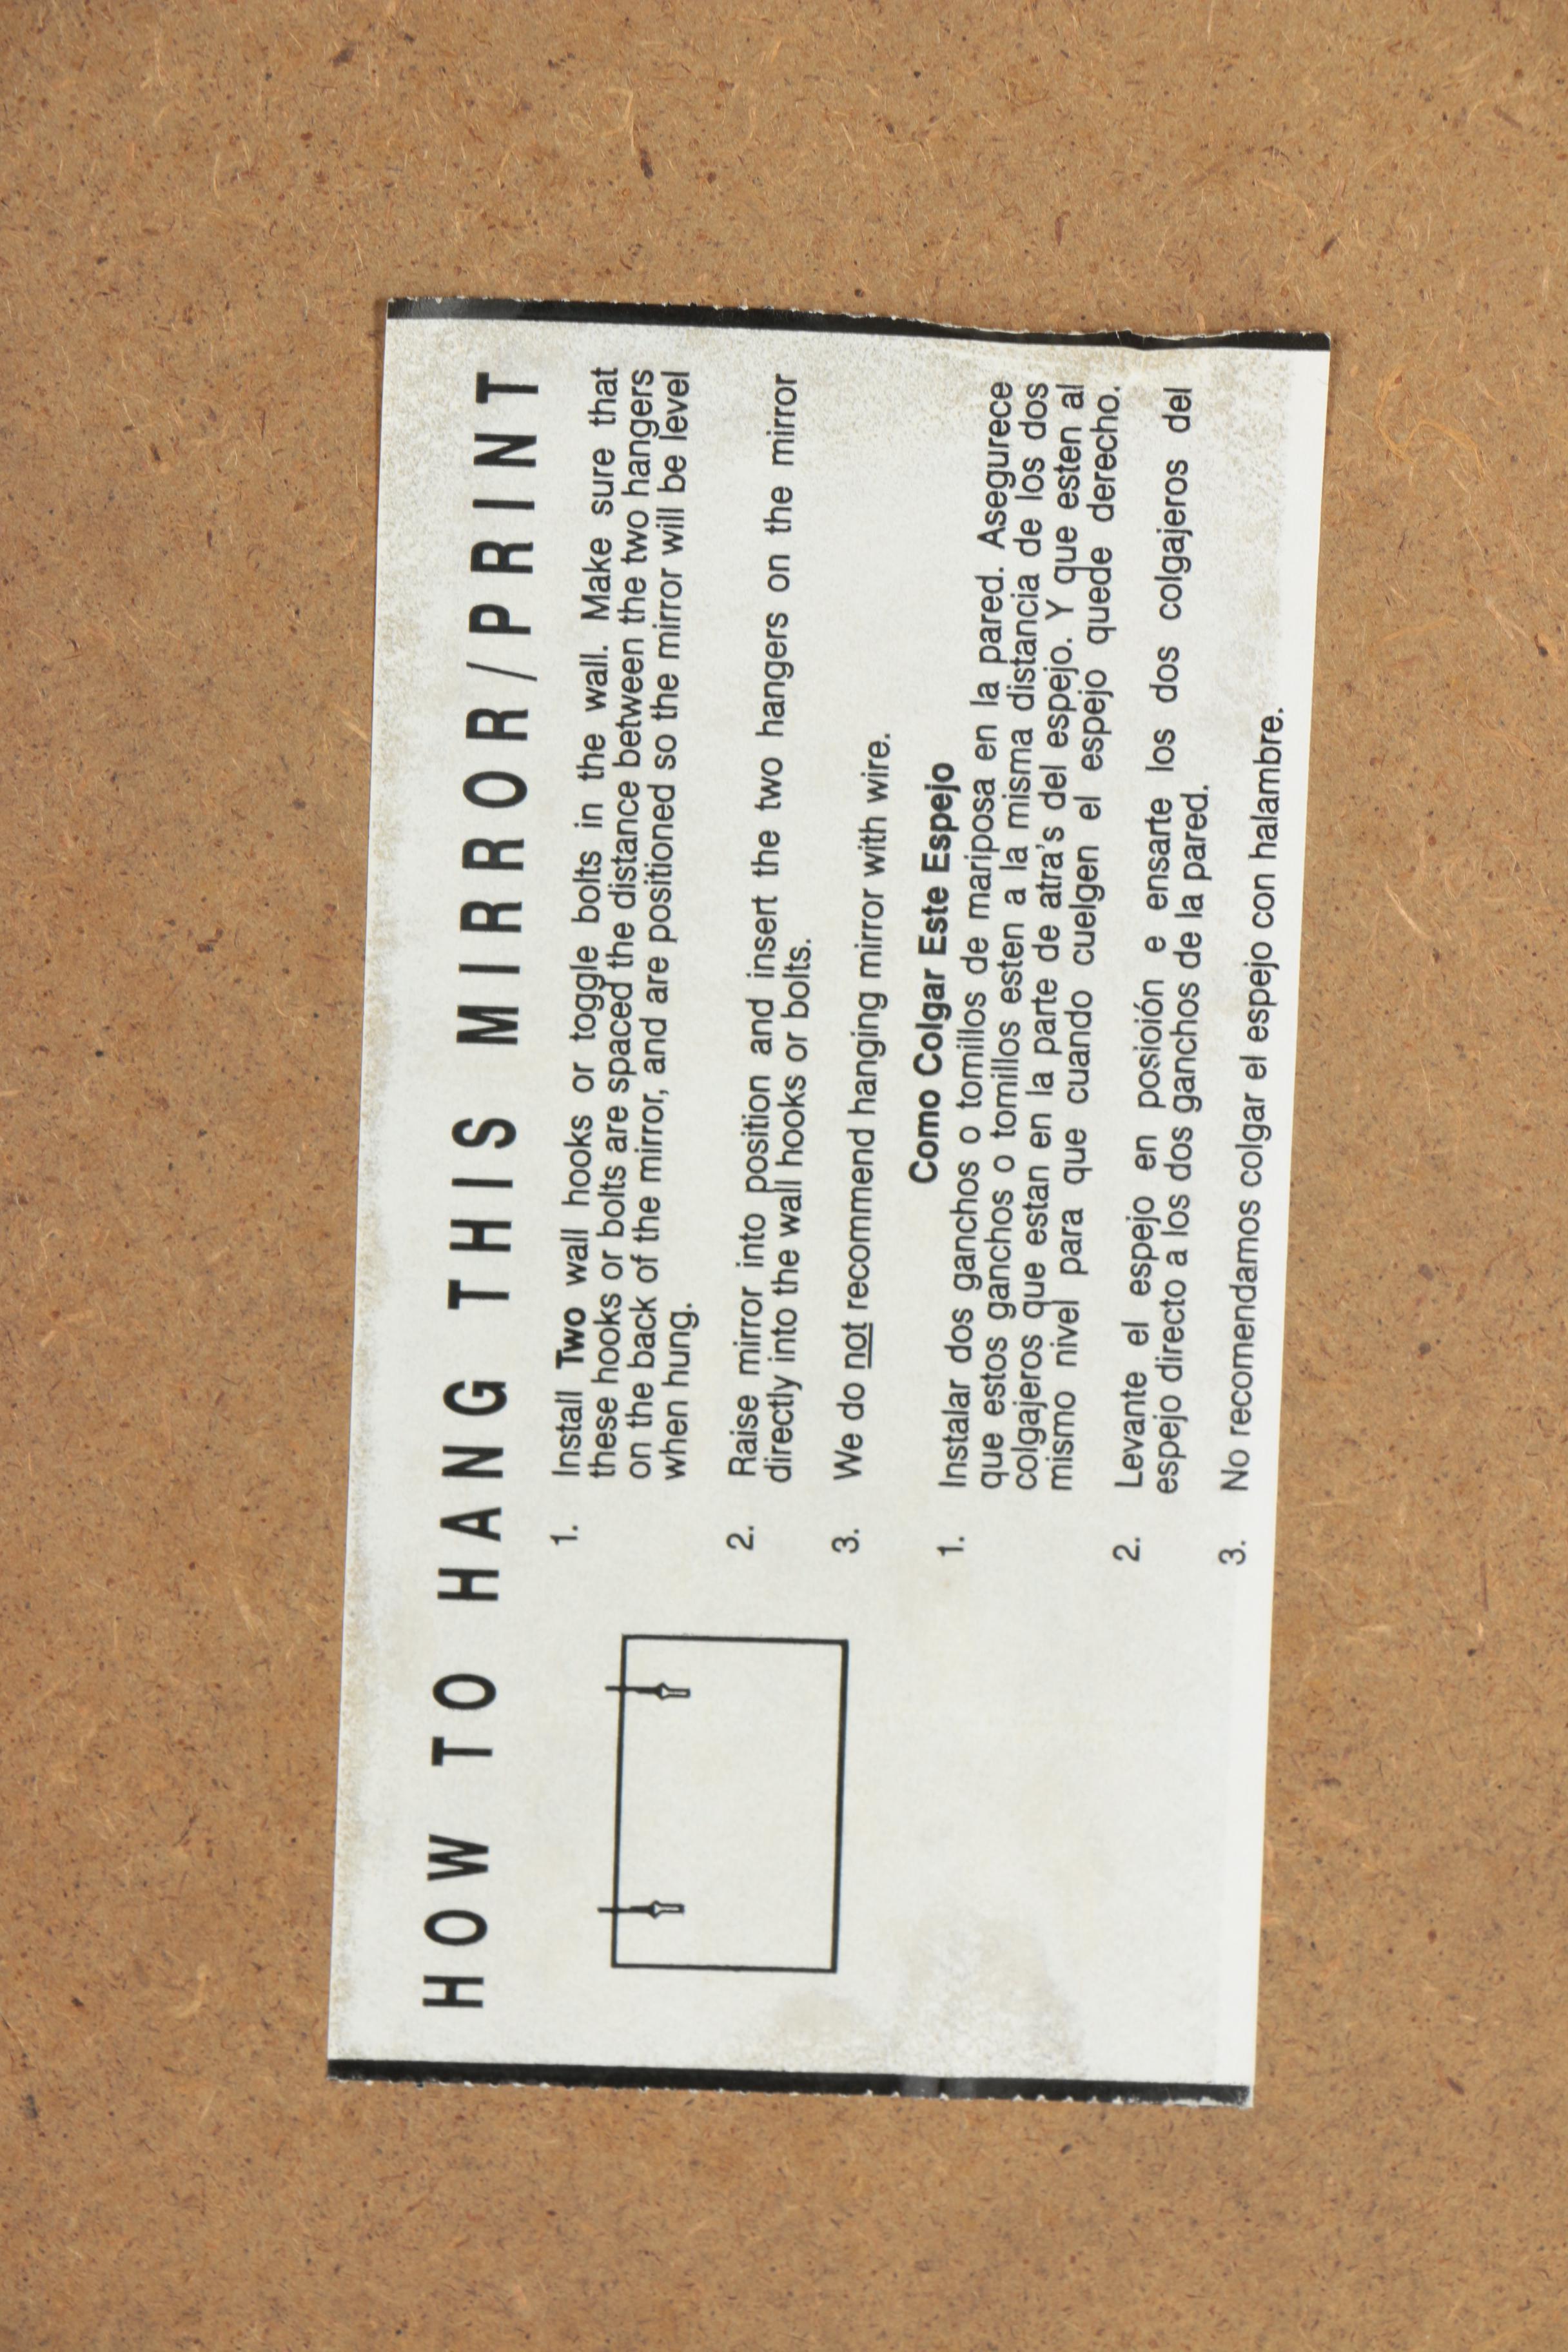 HOW TO HANG THIS MIRROR/PRINT
1. Install Two wall hooks or toggle bolts in the wall. Make sure that
these hooks or bolts are spaced the distance between the two hangers
on the back of the mirror, and are positioned so the mirror will be level
when hung.
2. Raise mirror into position and insert the two hangers on the mirror
directly into the wall hooks or bolts.
3. We do not recommend hanging mirror with wire.
Como Colgar Este Espejo
1. Instalar dos ganchos o tomillos de mariposa en la pared. Asegurece
que estos ganchos o tomillos esten a la misma distancia de los dos
colgajeros que estan en la parte de atra's del espejo. Y que esten al
mismo nivel para que cuando cuelgen el espejo quede derecho.
2. Levante el espejo en posioión e ensarte los dos colgajeros del
espejo directo a los dos ganchos de la pared.
3. No recomendamos colgar el espejo con halambre.